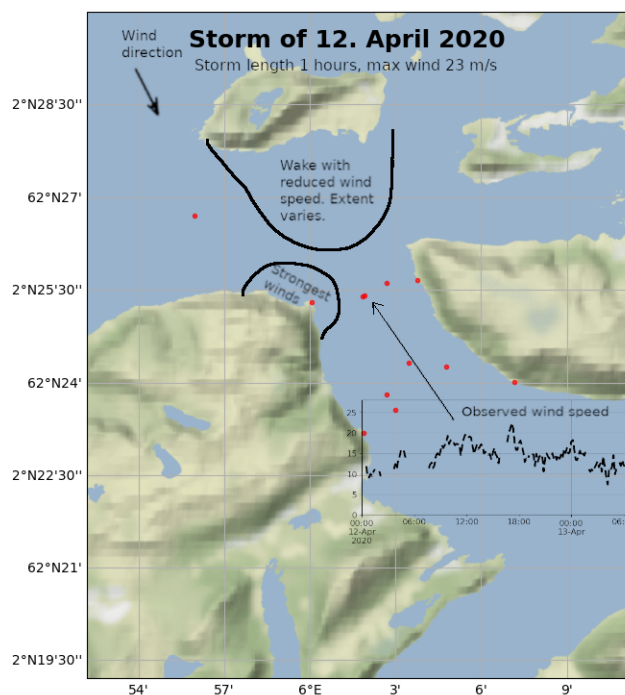 Storm of 12. April 2020
Storm length 1 hours, max wind 23 m/s
Wind
direction
2°N28'30''
Wake with
reduced wind
speed. Extent
varies.
62°N27'
Strongest
winds
2°N25'30''
62°N24'
Observed wind speed
25
20
15
10
5
0
00:00
12-Apr
2020
06:00
12:00
18:00
00:00
13-Apr
06:
2°N22'30''
62°N21'
2°N19'30''
54'
57'
6°E
3'
6'
9'